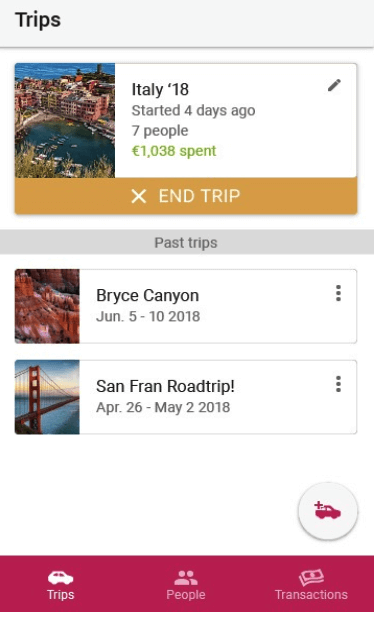 Trips
Italy ‘18
Started 4 days ago
7 people
€1,038 spent
END TRIP
Past trips
Bryce Canyon
Jun. 5 - 10 2018
San Fran Roadtrip!
Apr. 26 - May 2 2018
Trips
People
Transactions